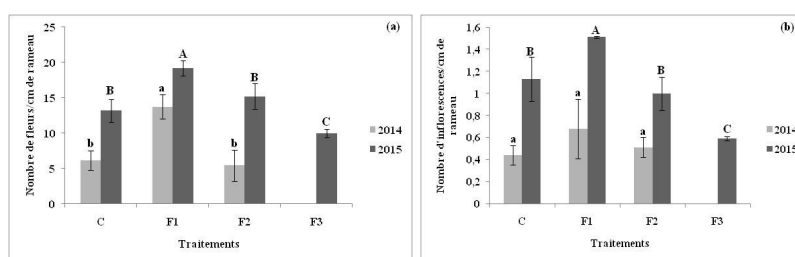 (a)
Nombre de fleurs/cm de rameau
25
20
15
10
5
0
b
B
a
A
b
B
C
C
F1
F2
F3
Traitements
2014
2015
(b)
Nombre d'inflorescences/cm de
rameau
1,6
1,4
1,2
1
0,8
0,6
0,4
0,2
0
a
B
a
A
a
B
C
C
F1
F2
F3
Traitements
2014
2015